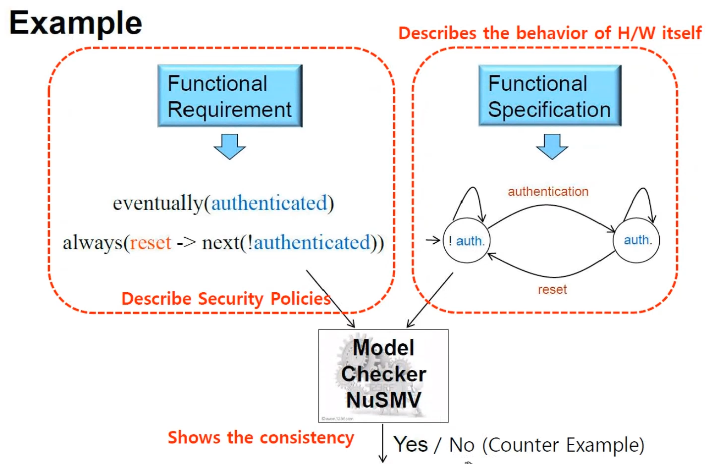 Example
Describes the behavior of H/W itself
Functional
Requirement
Functional
Specification
eventually(authenticated)
always(reset -> next(!authenticated))
authentication
! auth.
auth.
reset
Describe Security Policies
Model
Checker
NuSMV
Shows the consistency
Yes / No (Counter Example)